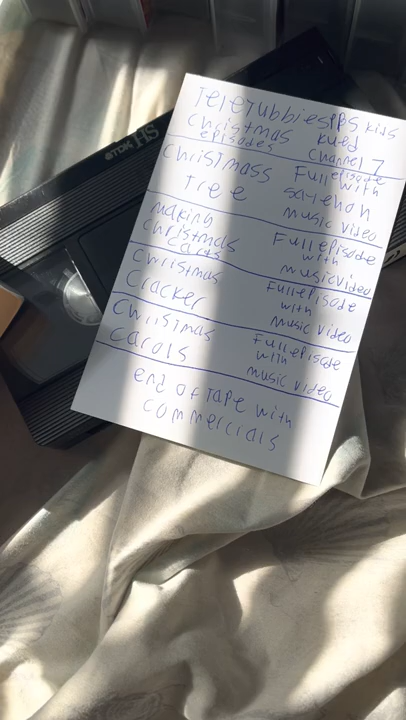 TDK HS
TeleTubbies PBS kids
Christmas kued
episodes Channel 7
Christmass Full episode
Tree with
music video
making Full episode
Christmas with
cards music video
Christmas Full episode
Cracker with
music video
Christmas Full episode
carols with
music video
end of Tape with
commercials